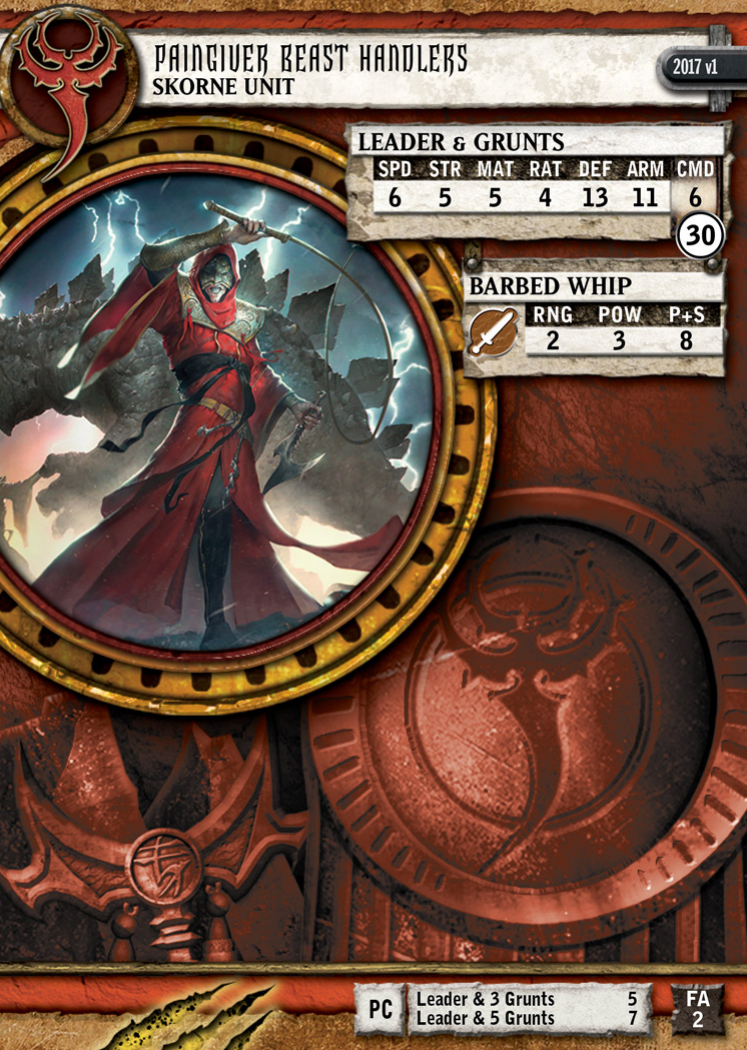 PAINGIVER BEAST HANDLERS
SKORNE UNIT
2017 v1
LEADER & GRUNTS
SPD STR MAT RAT DEF ARM CMD
6 5 5 4 13 11 6
30
BARBED WHIP
RNG POW P+S
2 3 8
PC
Leader & 3 Grunts 5
Leader & 5 Grunts 7
FA
2